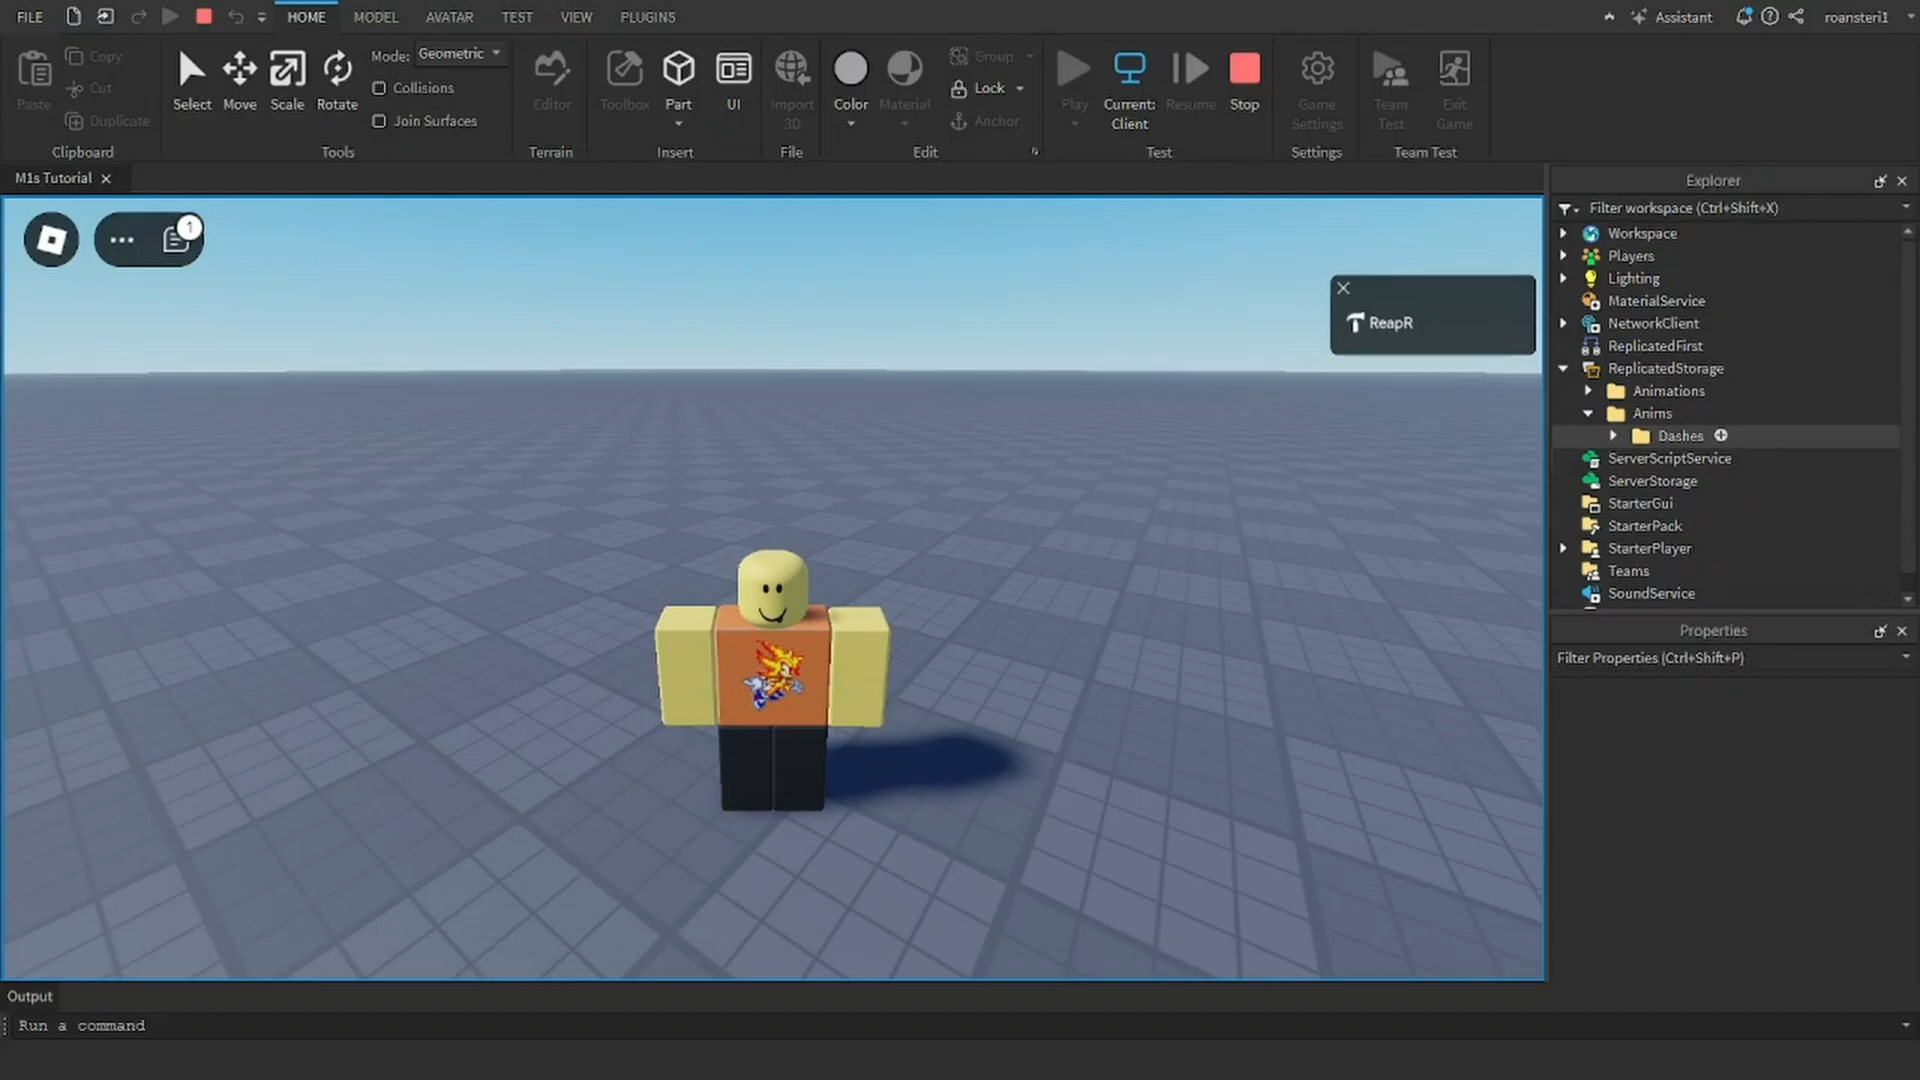 FILE HOME MODEL AVATAR TEST VIEW PLUGINS Assistant roansteri1
Paste
Copy
Cut
Duplicate
Clipboard
Select Move Scale Rotate
Mode: Geometric
Collisions
Join Surfaces
Tools
Editor
Terrain
Toolbox Part UI
Insert
Import
3D
File
Color Material
Group
Lock
Anchor
Edit
Play Current: Client Resume Stop
Test
Game
Settings
Settings
Team
Test
Exit
Game
Team Test
M1s Tutorial
1
ReapR
Explorer
Filter workspace (Ctrl+Shift+X)
Workspace
Players
Lighting
MaterialService
NetworkClient
ReplicatedFirst
ReplicatedStorage
Animations
Anims
Dashes
ServerScriptService
ServerStorage
StarterGui
StarterPack
StarterPlayer
Teams
SoundService
Properties
Filter Properties (Ctrl+Shift+P)
Output
Run a command